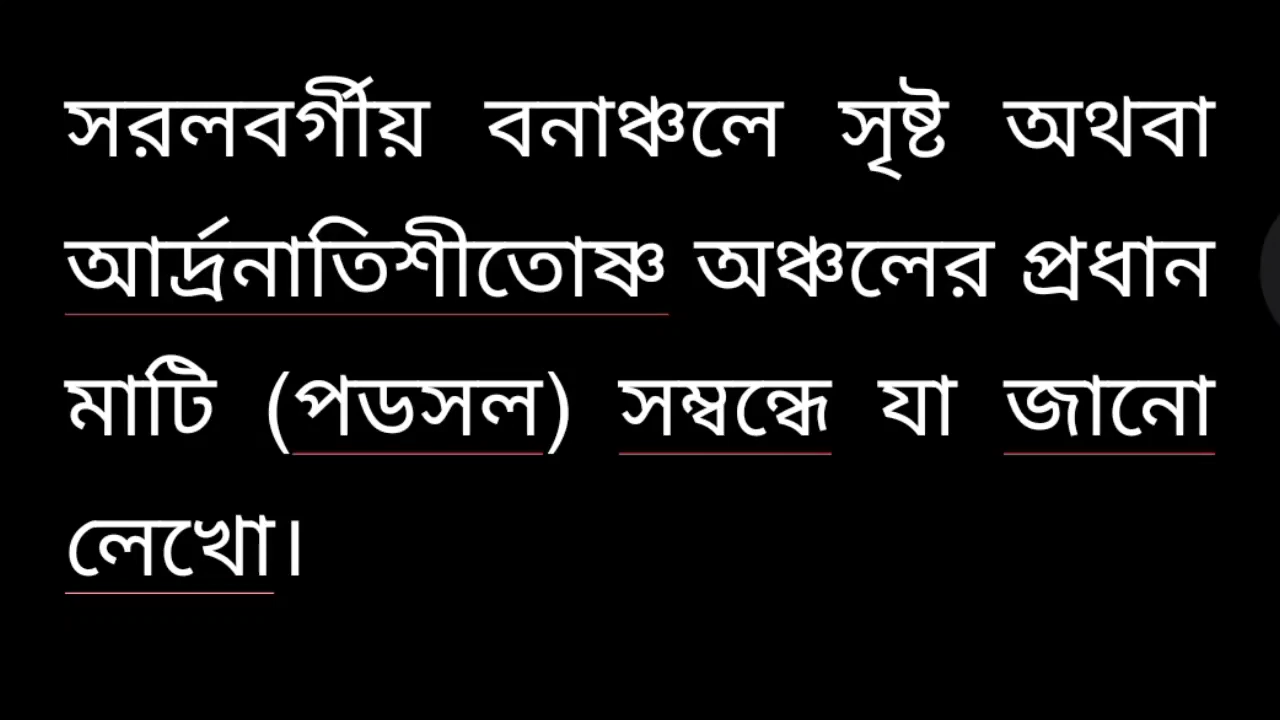 সরলবর্গীয় বনাঞ্চলে সৃষ্ট অথবা
আর্দ্রনাতিশীতোষ্ণ অঞ্চলের প্রধান
মাটি (পডসল) সম্বন্ধে যা জানো
লেখো।